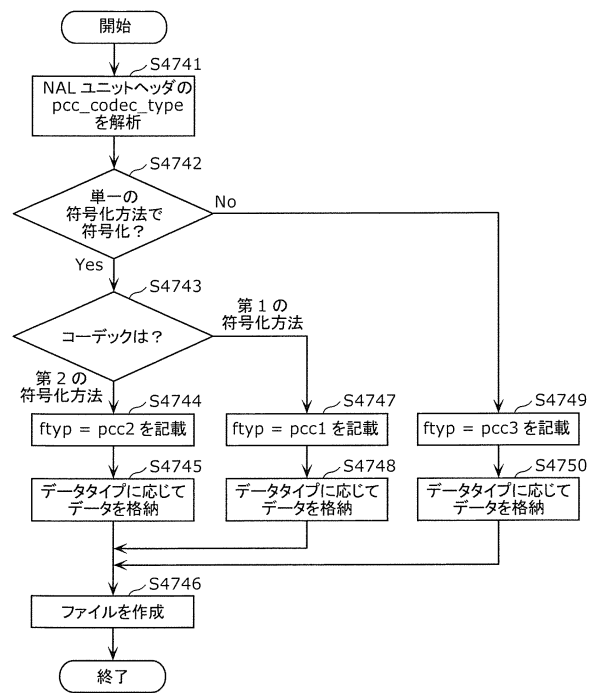 開始
S4741
NAL ユニットヘッダの
pcc_codec_type
を解析
S4742
単一の
符号化方法で
符号化？
No
Yes
S4743
コーデックは？
第１の
符号化方法
第２の
符号化方法
S4744
ftyp = pcc2 を記載
S4747
ftyp = pcc1 を記載
S4749
ftyp = pcc3 を記載
S4745
データタイプに応じて
データを格納
S4748
データタイプに応じて
データを格納
S4750
データタイプに応じて
データを格納
S4746
ファイルを作成
終了